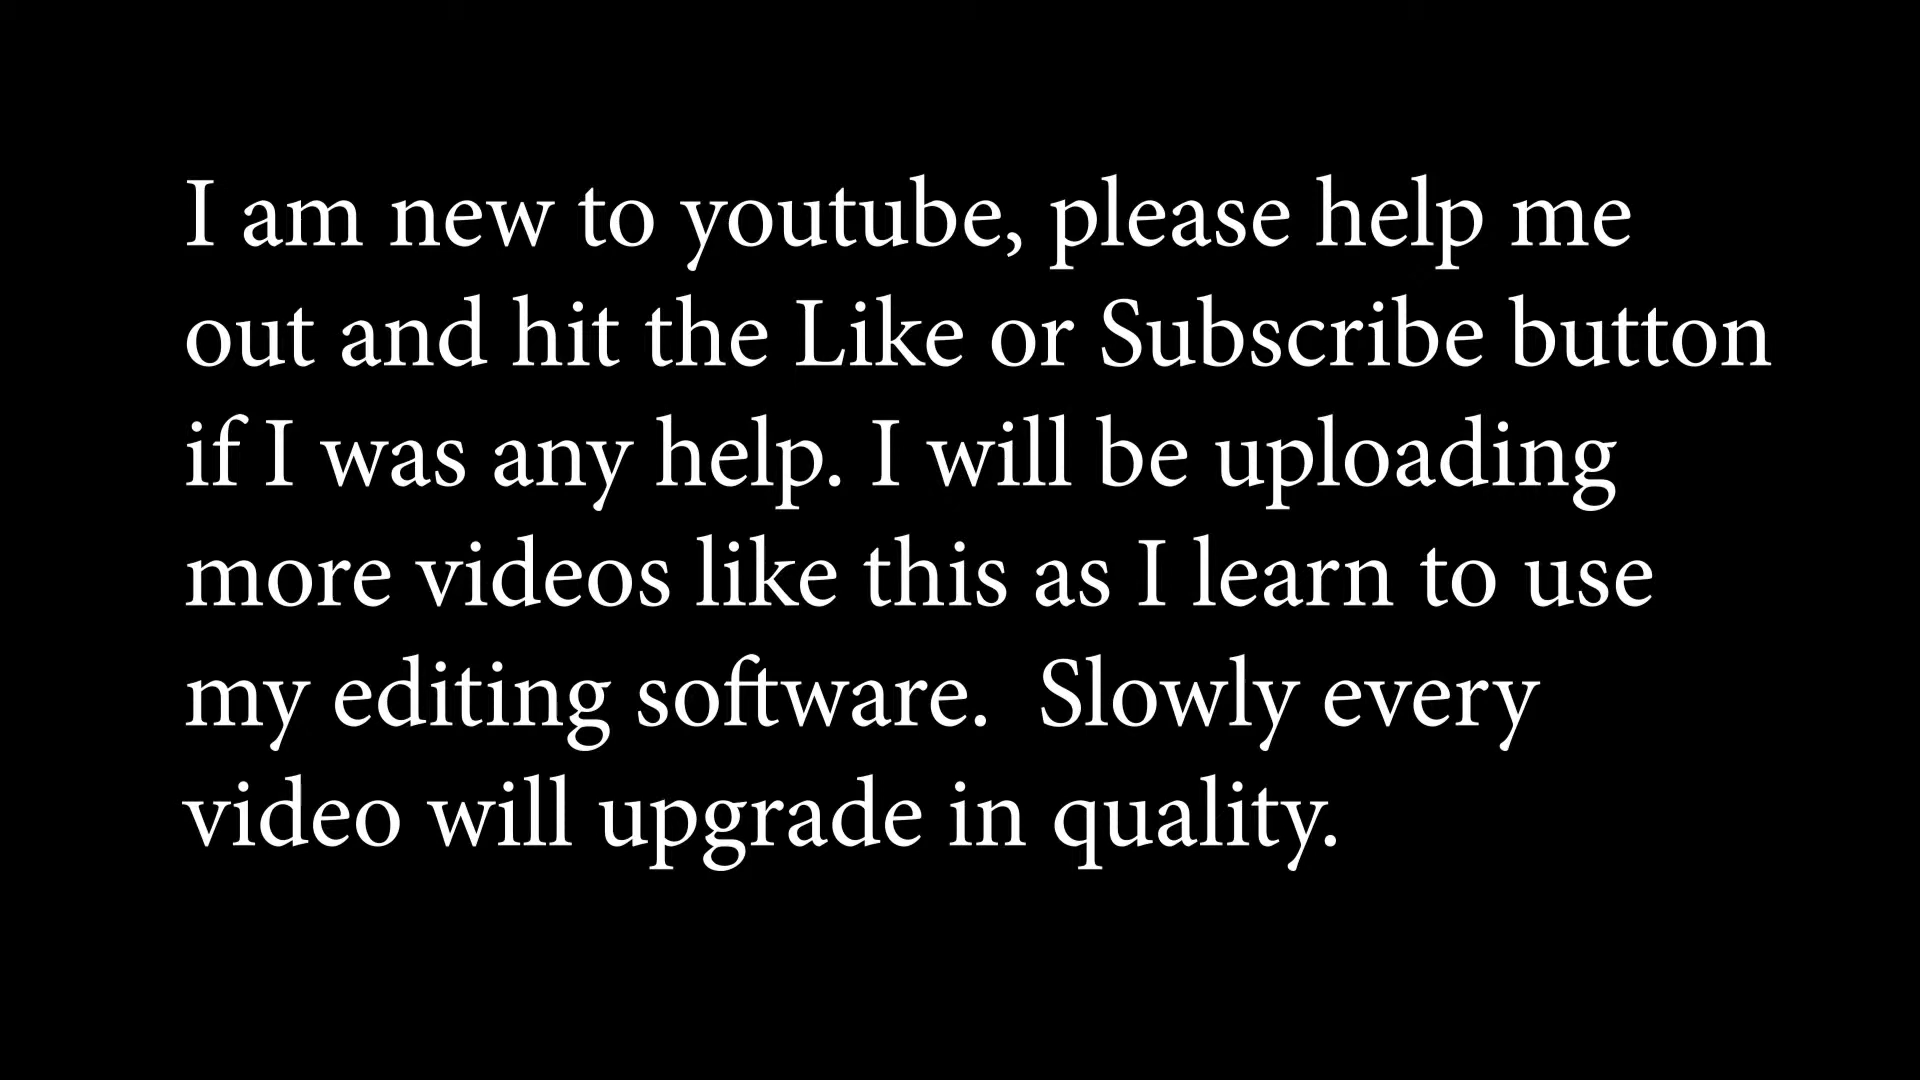 I am new to youtube, please help me
out and hit the Like or Subscribe button
if I was any help. I will be uploading
more videos like this as I learn to use
my editing software.  Slowly every
video will upgrade in quality.